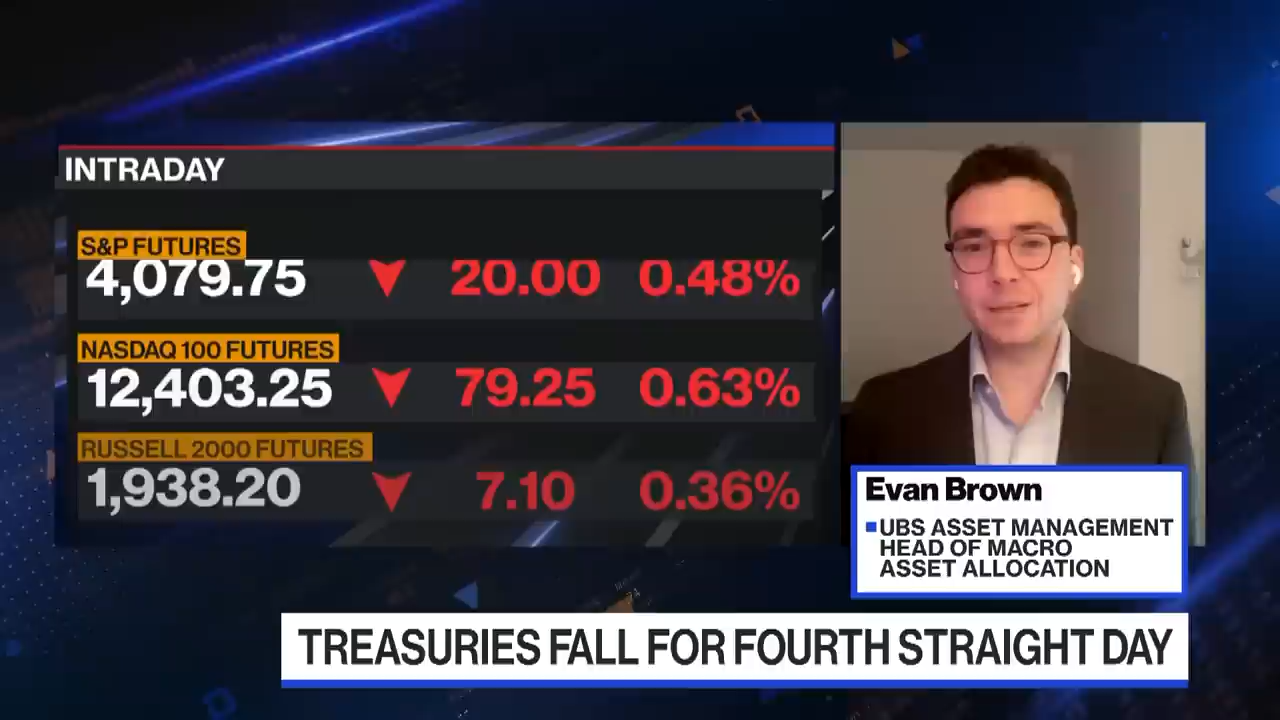 INTRADAY
S&P FUTURES
4,079.75 ▼ 20.00 0.48%
NASDAQ 100 FUTURES
12,403.25 ▼ 79.25 0.63%
RUSSELL 2000 FUTURES
1,938.20 ▼ 7.10 0.36%
Evan Brown
UBS ASSET MANAGEMENT
HEAD OF MACRO
ASSET ALLOCATION
TREASURIES FALL FOR FOURTH STRAIGHT DAY